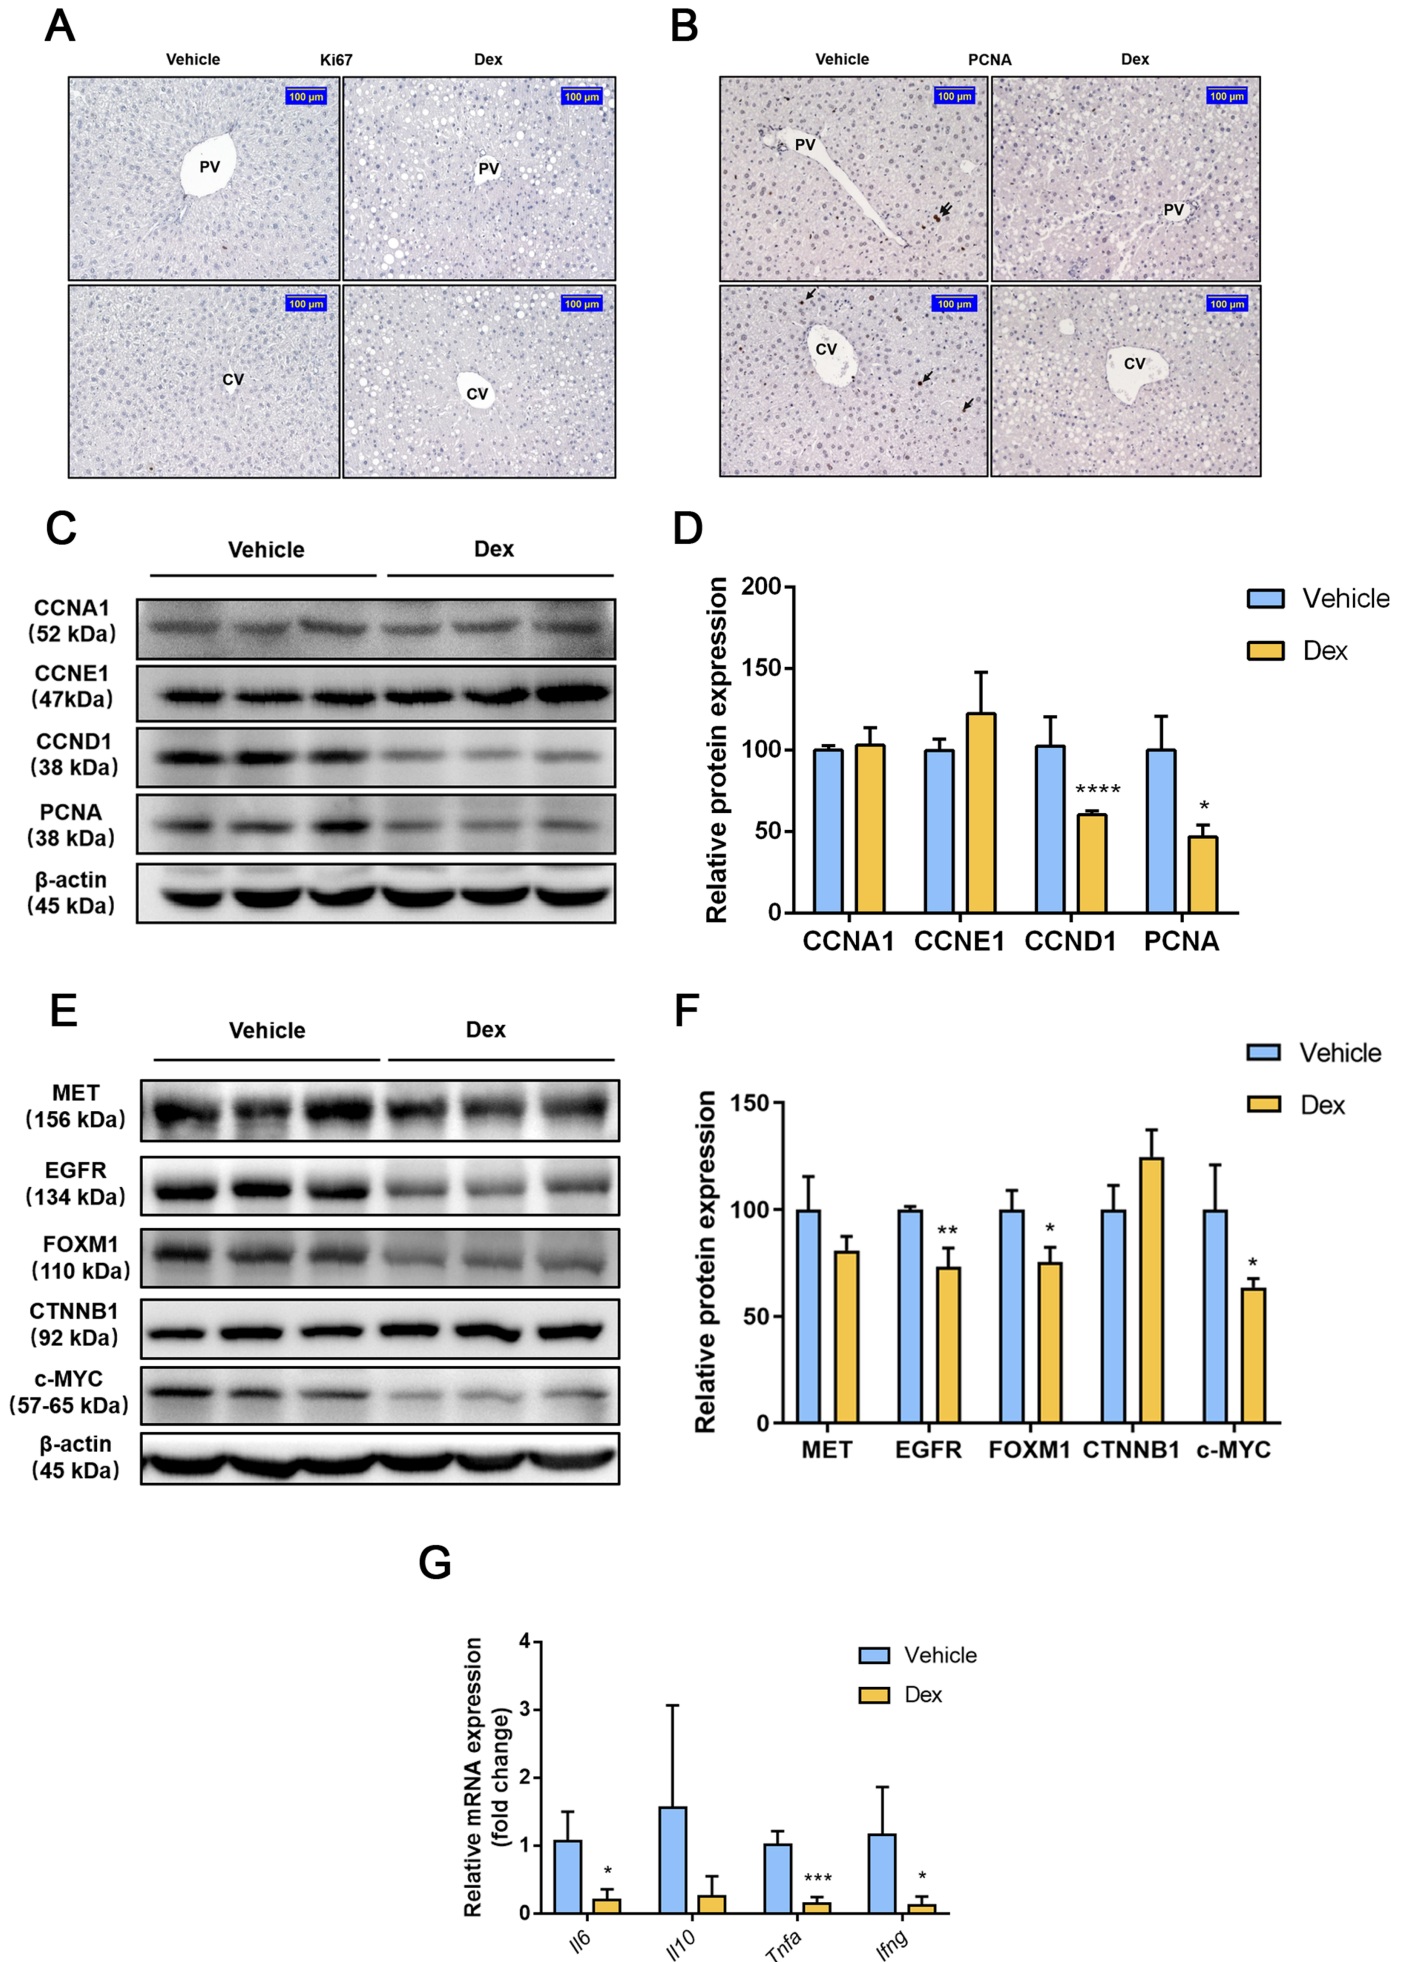 A
Vehicle Ki67 Dex
100 µm
100 µm
PV
PV
100 µm
100 µm
CV
CV
B
Vehicle PCNA Dex
100 µm
100 µm
PV
PV
100 µm
100 µm
CV
CV
C
Vehicle Dex
CCNA1
(52 kDa)
CCNE1
(47kDa)
CCND1
(38 kDa)
PCNA
(38 kDa)
β-actin
(45 kDa)
D
Relative protein expression
200
150
100
50
0
****
*
CCNA1 CCNE1 CCND1 PCNA
Vehicle
Dex
E
Vehicle Dex
MET
(156 kDa)
EGFR
(134 kDa)
FOXM1
(110 kDa)
CTNNB1
(92 kDa)
c-MYC
(57-65 kDa)
β-actin
(45 kDa)
F
Relative protein expression
150
100
50
0
**
*
*
MET EGFR FOXM1 CTNNB1 c-MYC
Vehicle
Dex
G
Relative mRNA expression
(fold change)
4
3
2
1
0
*
***
*
Il6 Il10 Tnfa Ifng
Vehicle
Dex